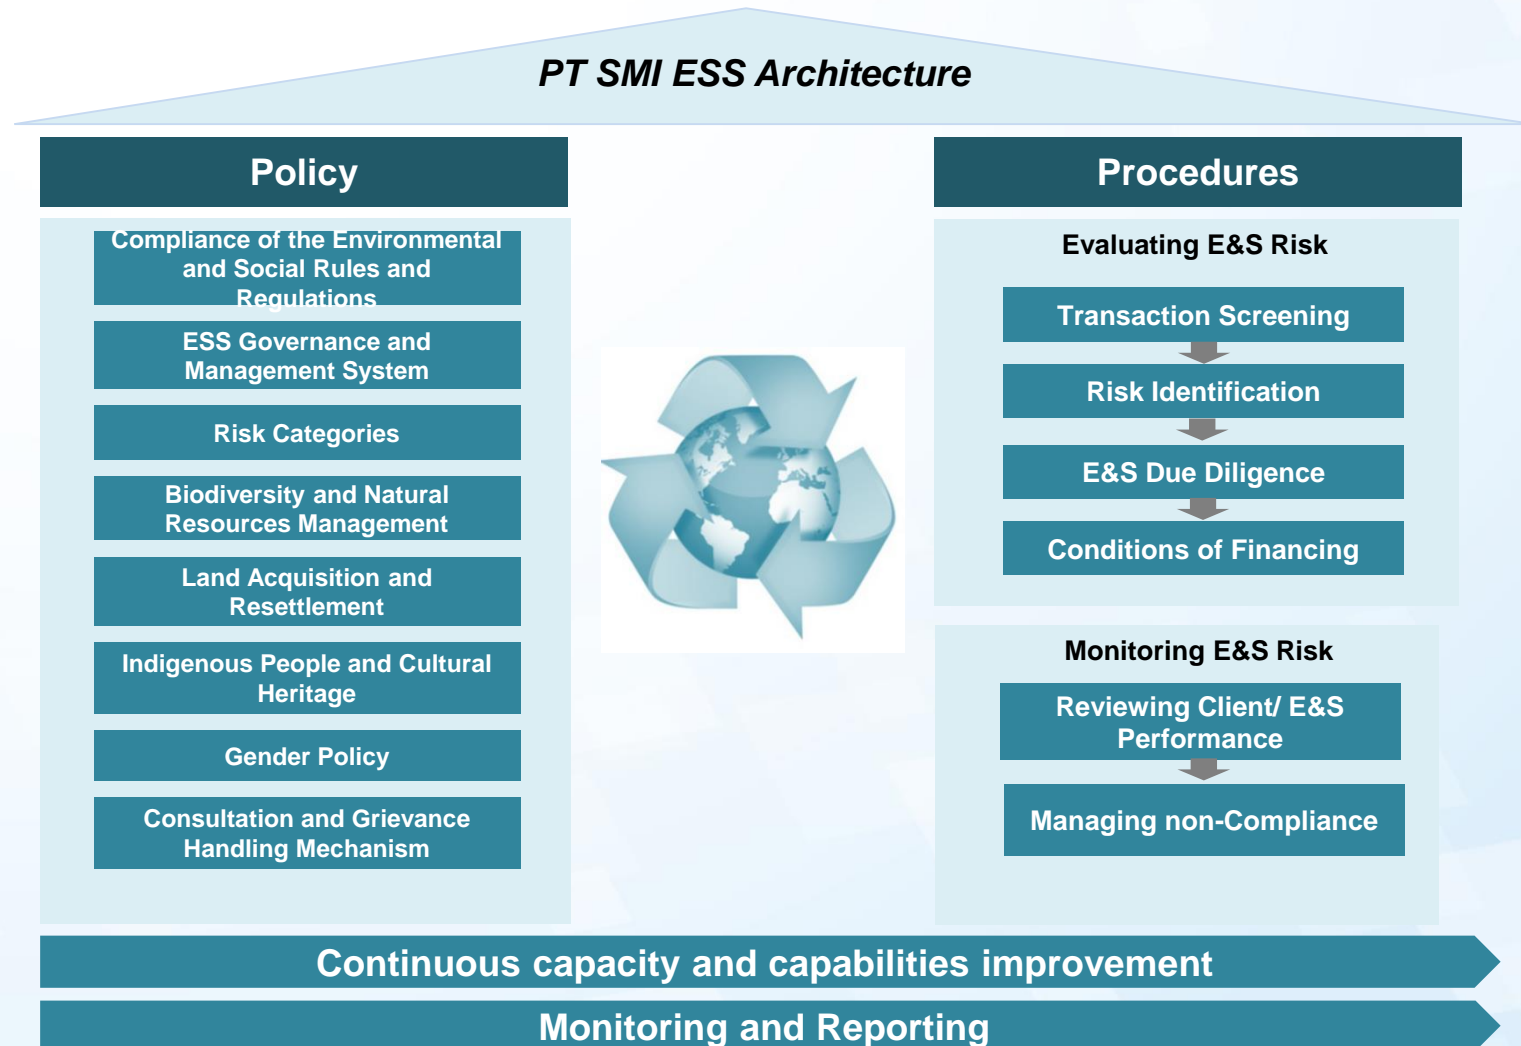 PT SMI ESS Architecture
Policy
Compliance of the Environmental
and Social Rules and
Regulations
ESS Governance and
Management System
Risk Categories
Biodiversity and Natural
Resources Management
Land Acquisition and
Resettlement
Indigenous People and Cultural
Heritage
Gender Policy
Consultation and Grievance
Handling Mechanism
Procedures
Evaluating E&S Risk
Transaction Screening
Risk Identification
E&S Due Diligence
Conditions of Financing
Monitoring E&S Risk
Reviewing Client/ E&S
Performance
Managing non-Compliance
Continuous capacity and capabilities improvement
Monitoring and Reporting